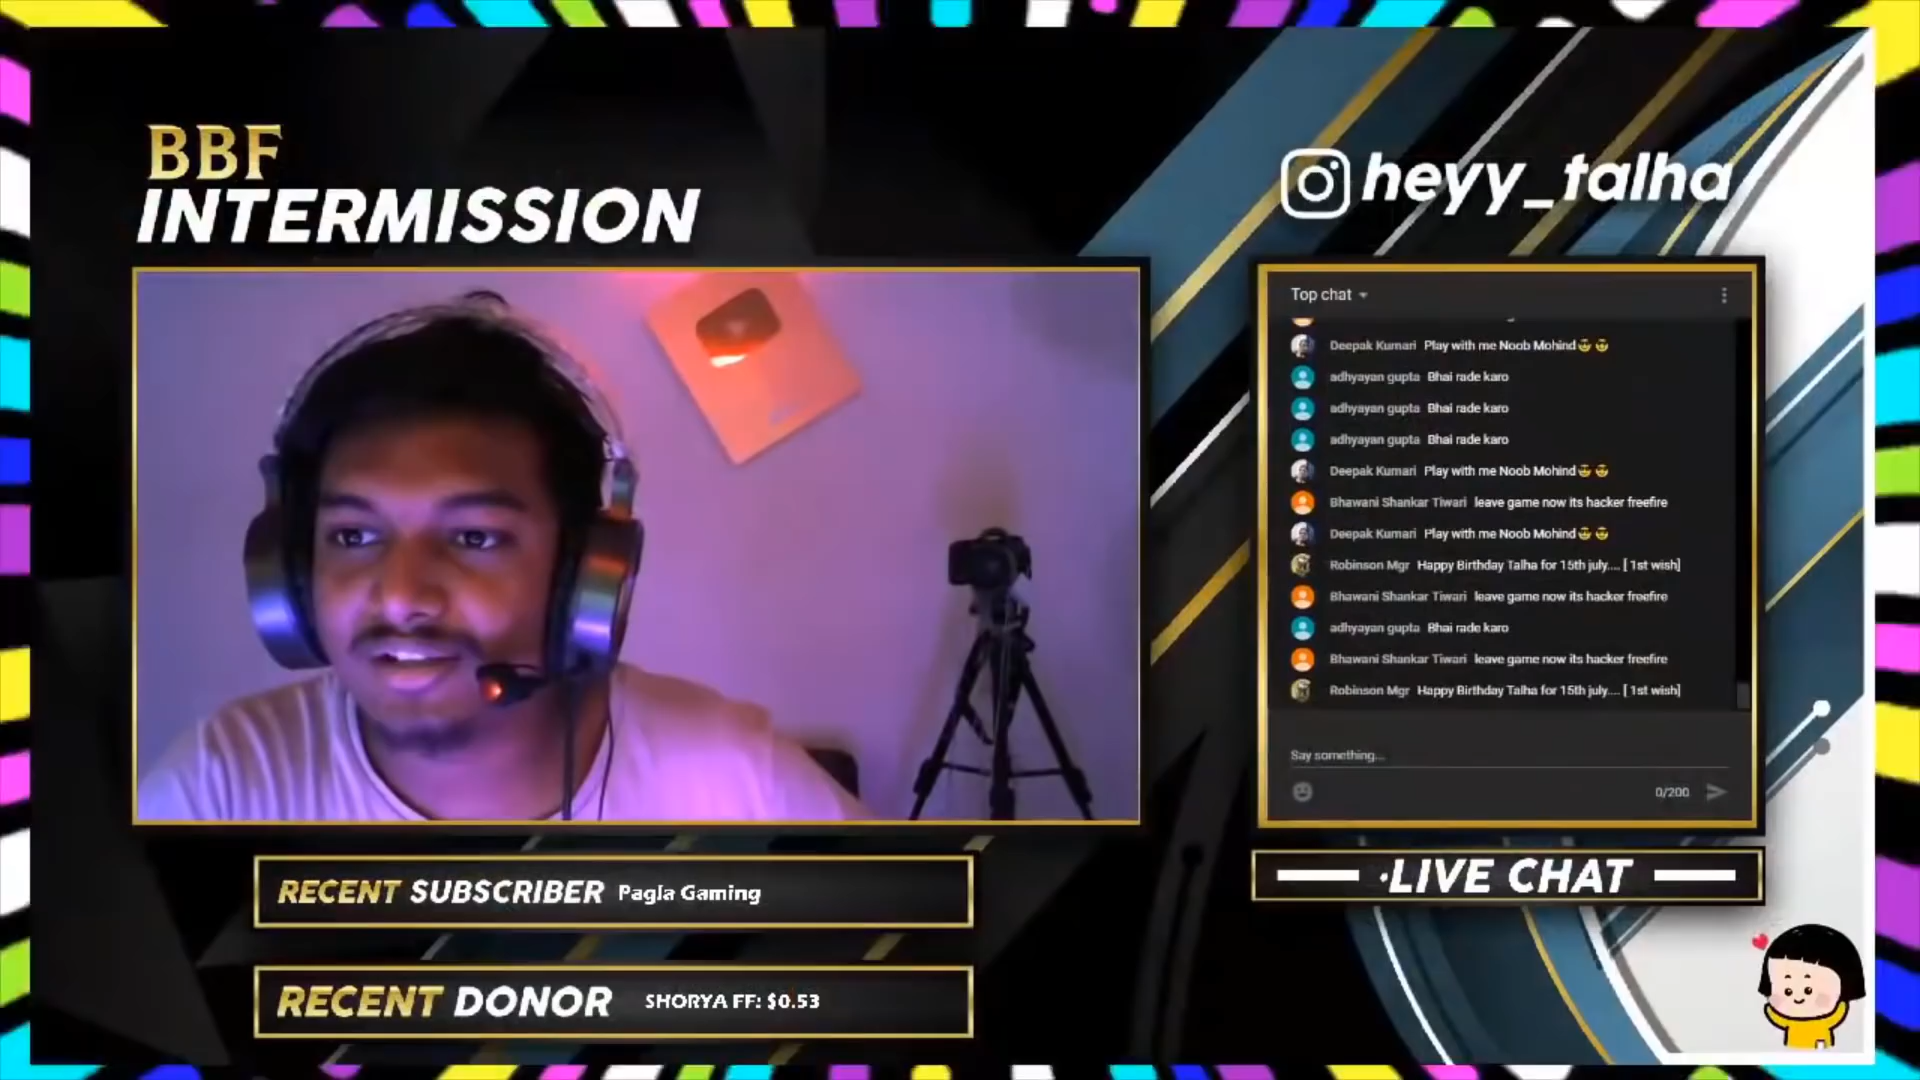 BBF
INTERMISSION
heyy_talha
Top chat
Deepak Kumari Play with me Noob Mohind
adhyayan gupta Bhai rade karo
adhyayan gupta Bhai rade karo
adhyayan gupta Bhai rade karo
Deepak Kumari Play with me Noob Mohind
Bhawani Shankar Tiwari leave game now its hacker freefire
Deepak Kumari Play with me Noob Mohind
Robinson Mgr Happy Birthday Talha for 15th july.... [ 1st wish]
Bhawani Shankar Tiwari leave game now its hacker freefire
adhyayan gupta Bhai rade karo
Bhawani Shankar Tiwari leave game now its hacker freefire
Robinson Mgr Happy Birthday Talha for 15th july.... [ 1st wish]
Say something...
0/200
LIVE CHAT
RECENT SUBSCRIBER Pagla Gaming
RECENT DONOR SHORYA FF: $0.53